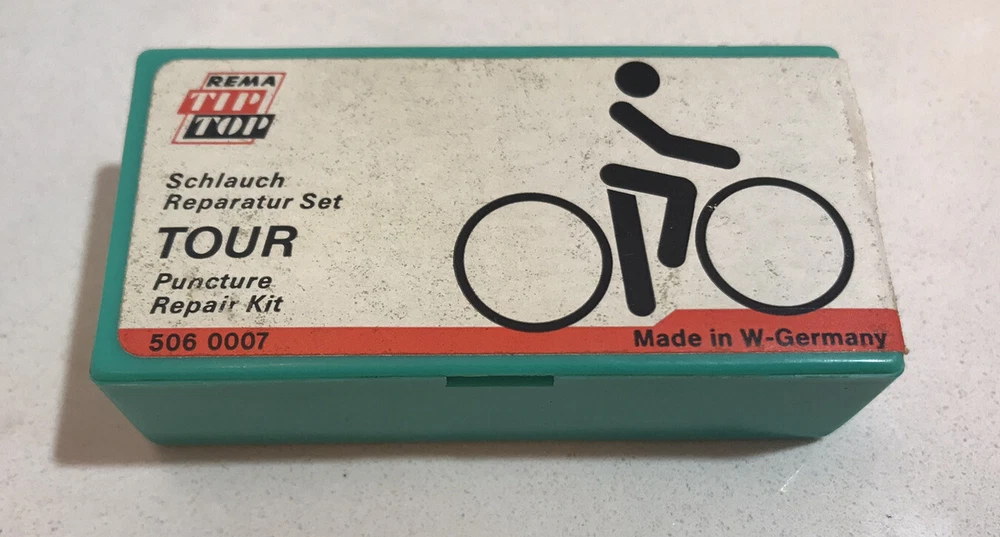 REMA
TIP
TOP
Schlauch
Reparatur Set
TOUR
Puncture
Repair Kit
506 0007
Made in W-Germany